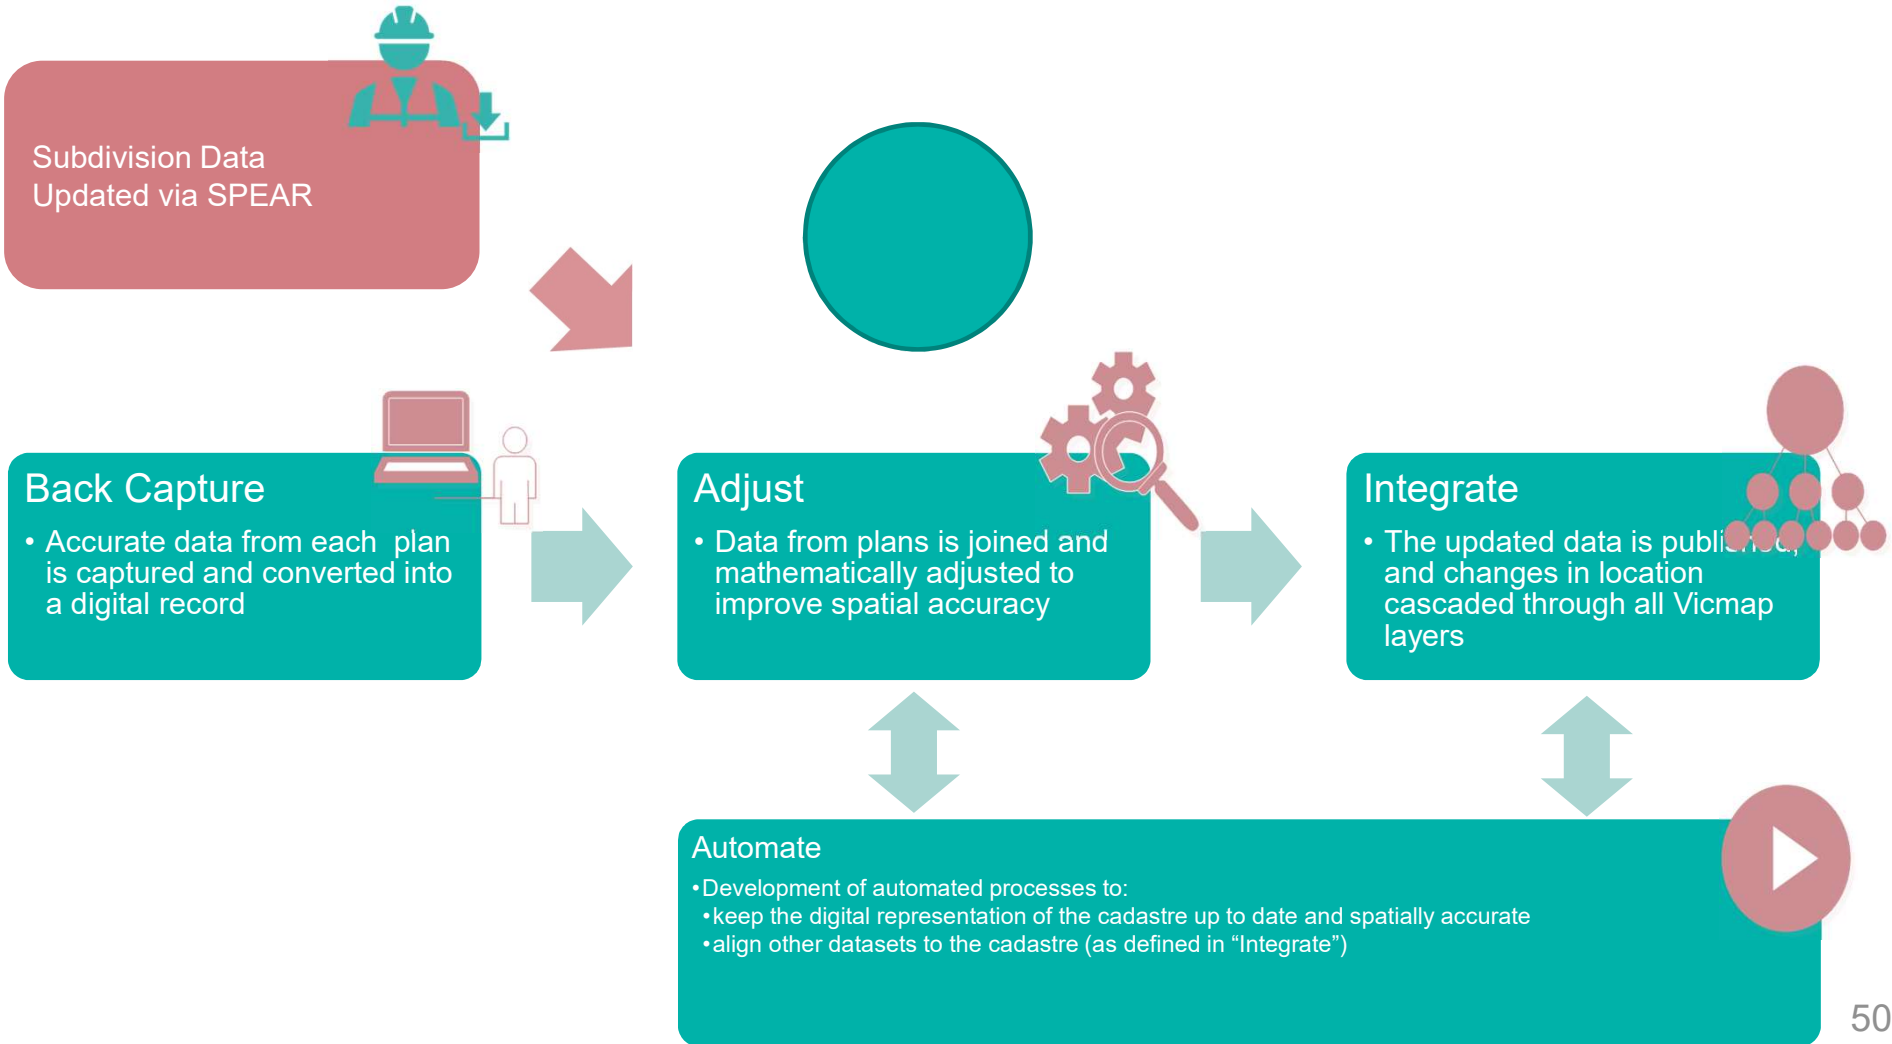 Subdivision Data
Updated via SPEAR
Back Capture
• Accurate data from each plan
is captured and converted into
a digital record
Adjust
• Data from plans is joined and
mathematically adjusted to
improve spatial accuracy
Integrate
• The updated data is published,
and changes in location
cascaded through all Vicmap
layers
Automate
•Development of automated processes to:
•keep the digital representation of the cadastre up to date and spatially accurate
•align other datasets to the cadastre (as defined in “Integrate”)
50